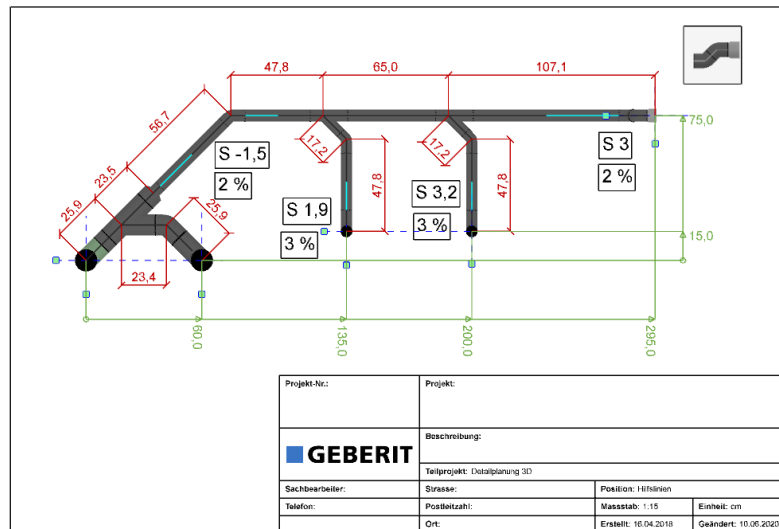 47,8
65,0
107,1
56,7
75,0
S -1,5
2 %
17,2
17,2
S 3
2 %
23,5
47,8
47,8
25,9
25,9
S 1,9
3 %
S 3,2
3 %
15,0
23,4
60,0
135,0
200,0
295,0
Projekt-Nr.:
Projekt:
GEBERIT
Beschreibung:
Teilprojekt: Detailplanung 3D
Sachbearbeiter:
Strasse:
Position: Hilfslinien
Telefon:
Postleitzahl:
Massstab: 1:15
Einheit: cm
Ort:
Erstellt: 16.04.2018
Geändert: 10.06.2020